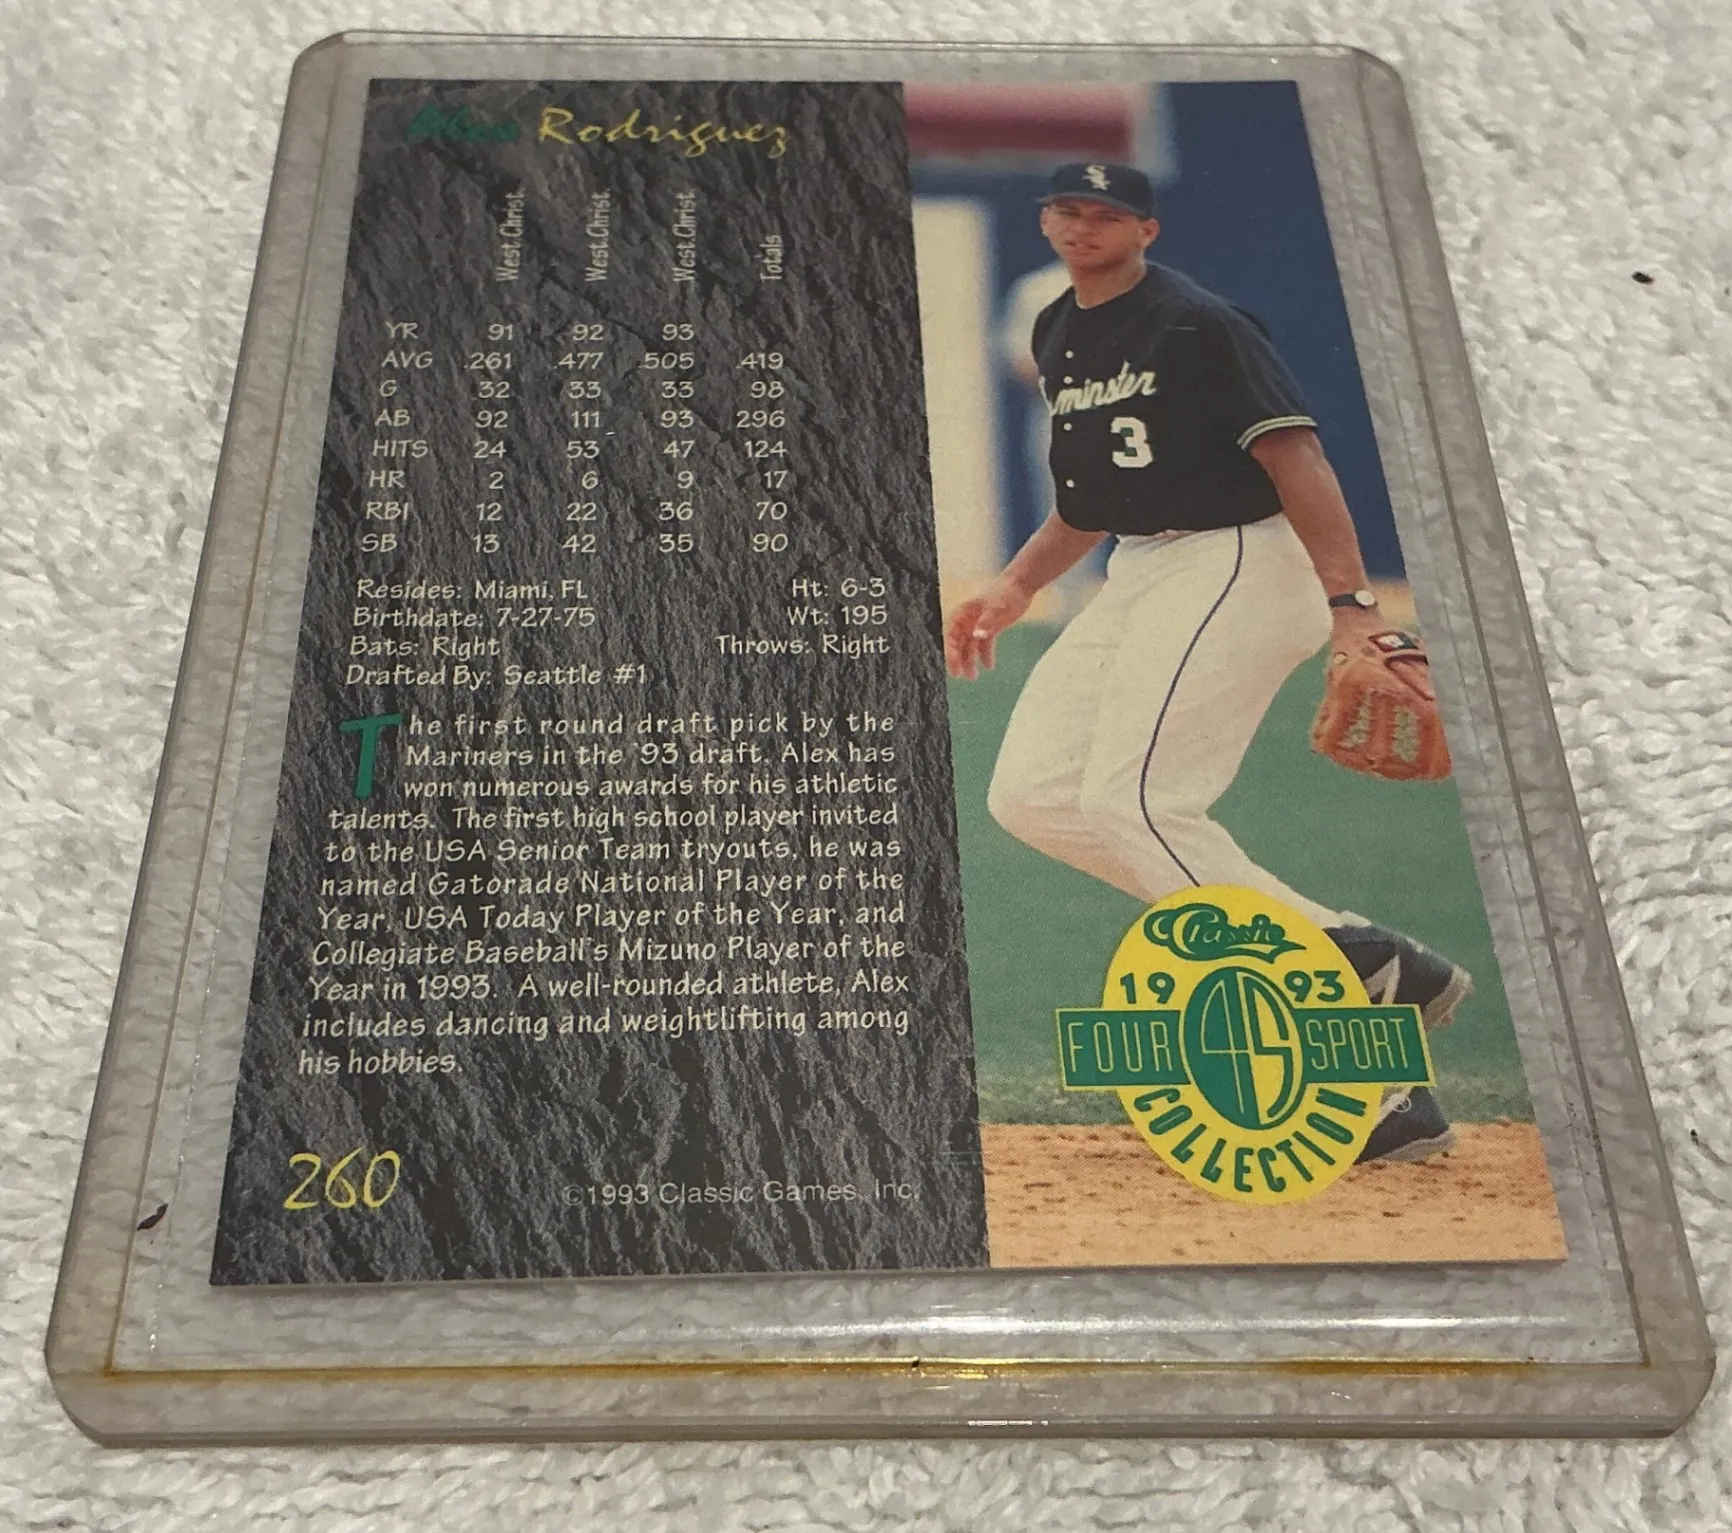 Alex Rodriguez
West.Christ. West.Christ. West.Christ. Totals
YR 91 92 93
AVG .261 .477 .505 .419
G 32 33 33 98
AB 92 111 93 296
HITS 24 53 47 124
HR 2 6 9 17
RBI 12 22 36 70
SB 13 42 35 90
Resides: Miami, FL Ht: 6-3
Birthdate: 7-27-75 Wt: 195
Bats: Right Throws: Right
Drafted By: Seattle #1
The first round draft pick by the
Mariners in the '93 draft. Alex has
won numerous awards for his athletic
talents. The first high school player invited
to the USA Senior Team tryouts, he was
named Gatorade National Player of the
Year, USA Today Player of the Year, and
Collegiate Baseball's Mizuno Player of the
Year in 1993. A well-rounded athlete, Alex
includes dancing and weightlifting among
his hobbies.
260
©1993 Classic Games, Inc.
Sox
minster
3
Classic
1993
FOUR 4S SPORT
COLLECTION
®